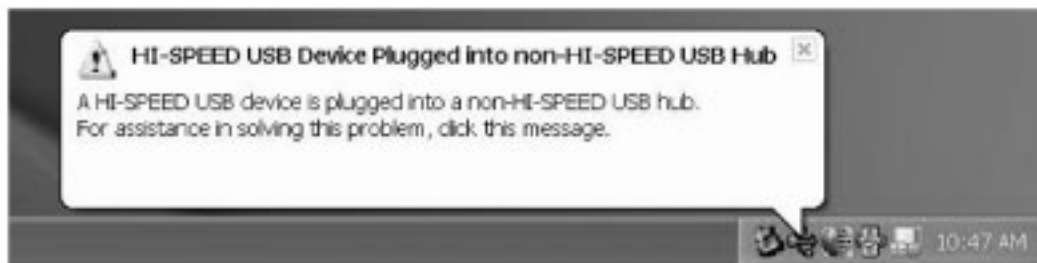 HI-SPEED USB Device Plugged into non-HI-SPEED USB Hub
A HI-SPEED USB device is plugged into a non-HI-SPEED USB hub.
For assistance in solving this problem, click this message.
10:47 AM